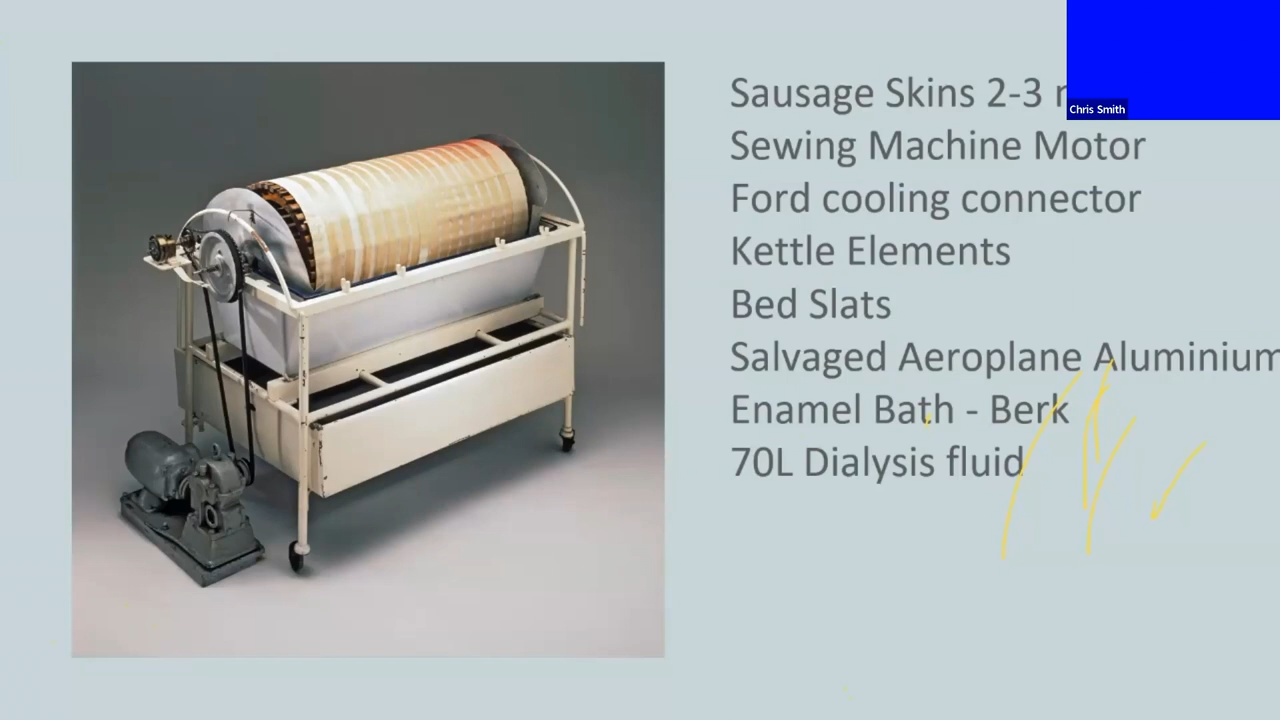 Sausage Skins 2-3
Chris Smith
Sewing Machine Motor
Ford cooling connector
Kettle Elements
Bed Slats
Salvaged Aeroplane Aluminium
Enamel Bath - Berk
70L Dialysis fluid